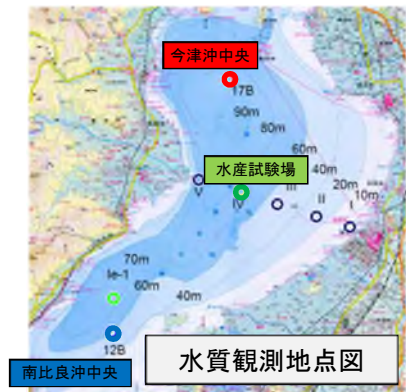 今津沖中央
17B
90m
80m
60m
水産試験場
40m
20m
10m
V
IV
III
II
I
70m
Ie-1
60m
40m
12B
南比良沖中央
水質観測地点図